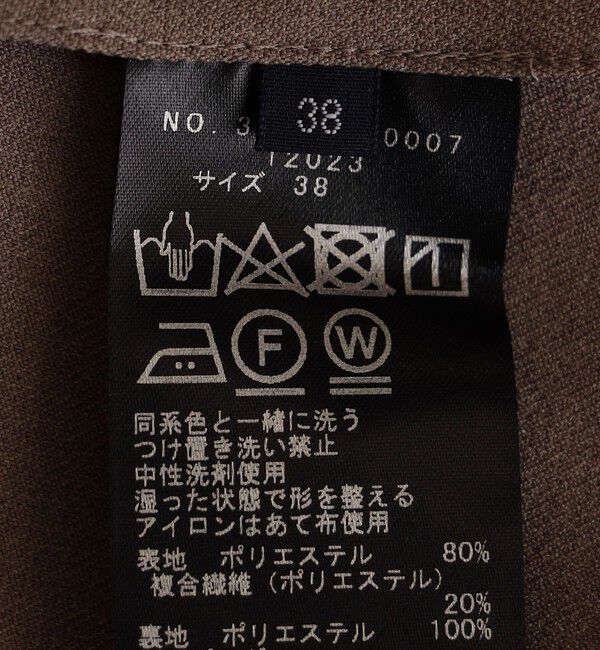 38
NO. 3 0007
12023
サイズ 38
F W
同系色と一緒に洗う
つけ置き洗い禁止
中性洗剤使用
湿った状態で形を整える
アイロンはあて布使用
表地 ポリエステル 80%
複合繊維(ポリエステル)
20%
裏地 ポリエステル 100%